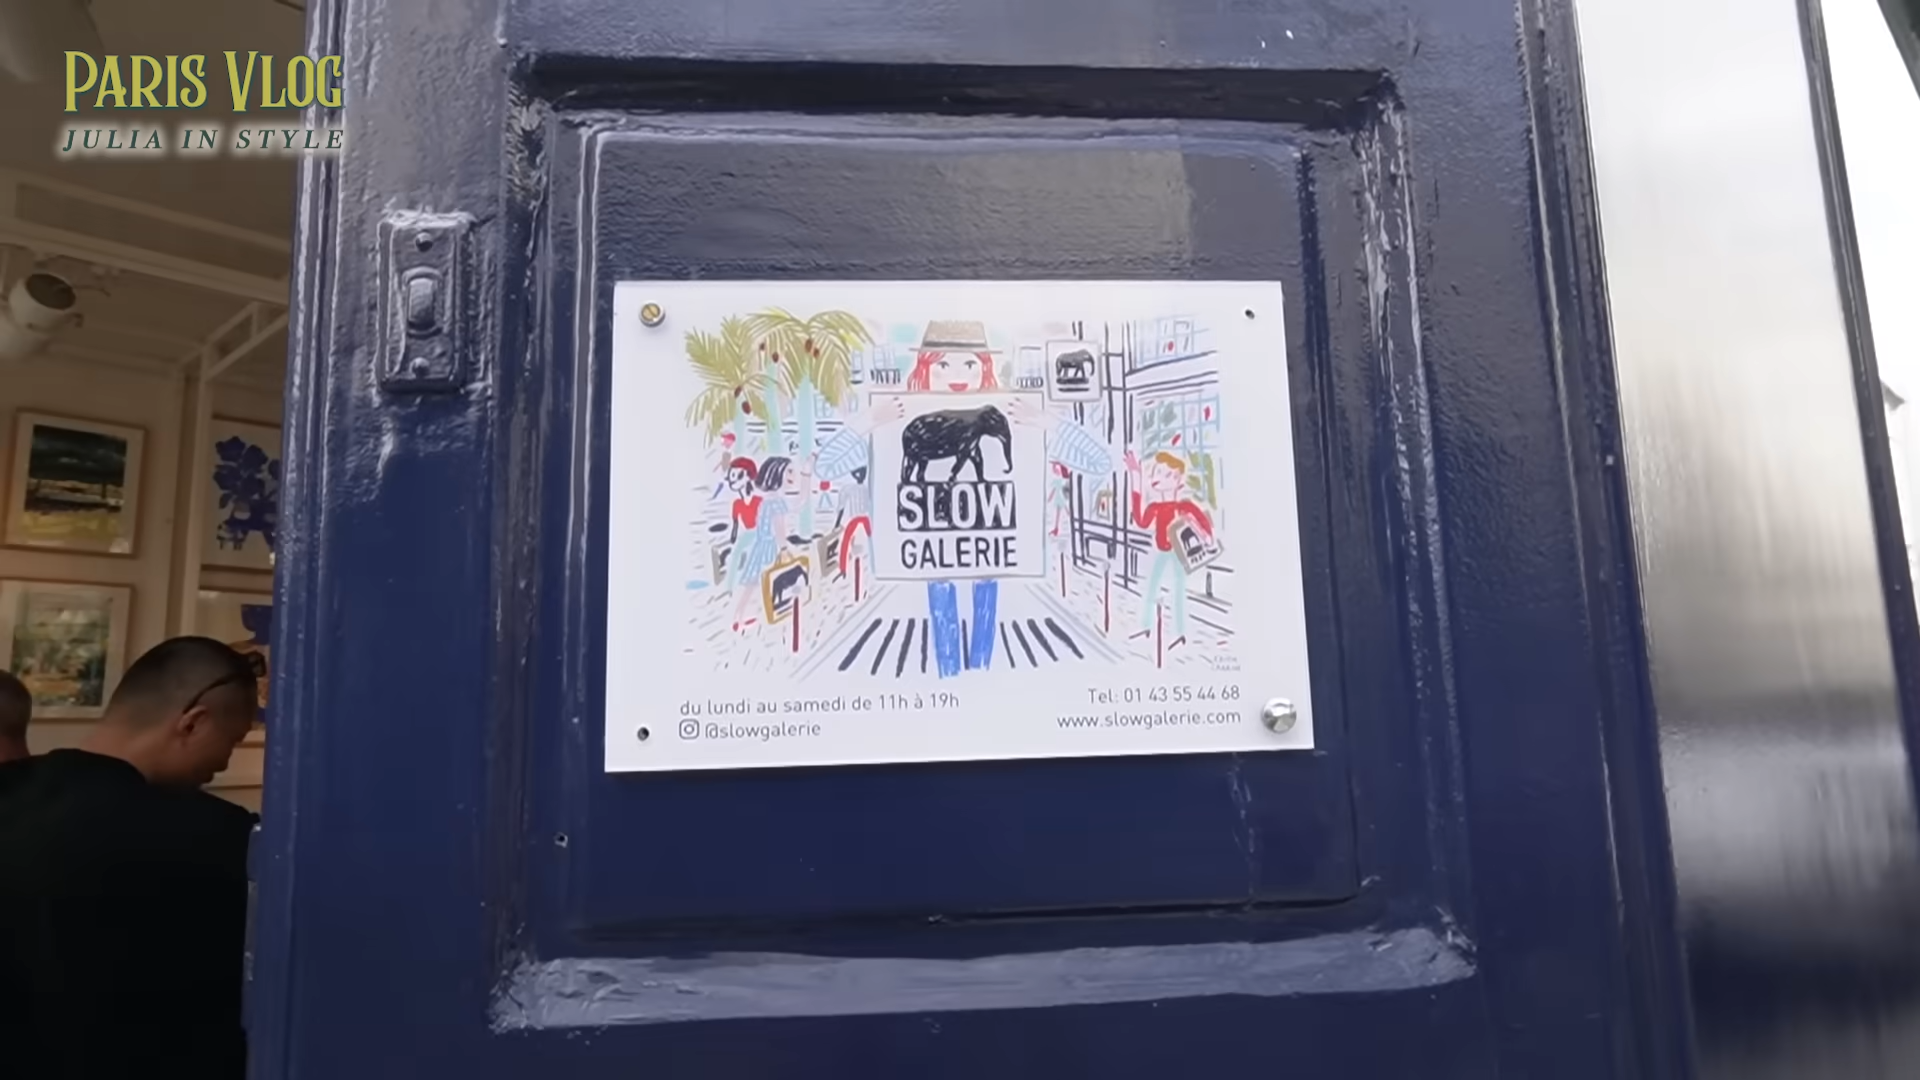 PARIS VLOG
JULIA IN STYLE
SLOW
GALERIE
du lundi au samedi de 11h à 19h
@slowgalerie
Tel: 01 43 55 44 68
www.slowgalerie.com